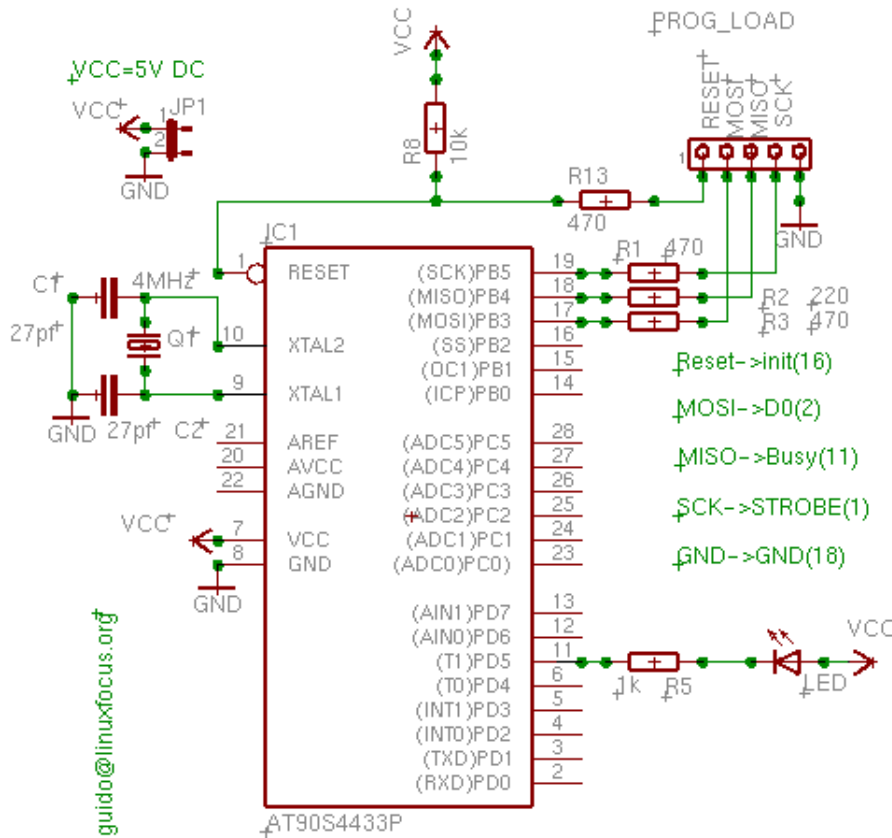 PROG_LOAD
VCC
VCC=5V DC
VCC
1
2
JP1
GND
R8
10k
RESET
MOSI
MISO
SCK
1
R13
470
GND
IC1
1
RESET
(SCK)PB5
19
R1
470
C1
4MHz
(MISO)PB4
18
R2
220
27pf
Q1
(MOSI)PB3
17
R3
470
10
XTAL2
(SS)PB2
16
(OC1)PB1
15
Reset->init(16)
9
XTAL1
(ICP)PB0
14
GND
27pf
C2
MOSI->D0(2)
21
AREF
(ADC5)PC5
28
20
AVCC
(ADC4)PC4
27
MISO->Busy(11)
22
AGND
(ADC3)PC3
26
(ADC2)PC2
25
SCK->STROBE(1)
VCC
7
VCC
(ADC1)PC1
24
8
GND
(ADC0)PC0)
23
GND->GND(18)
GND
(AIN1)PD7
13
(AIN0)PD6
12
(T1)PD5
11
1k
R5
LED
VCC
(T0)PD4
6
(INT1)PD3
5
(INT0)PD2
4
(TXD)PD1
3
(RXD)PD0
2
AT90S4433P
guido@linuxfocus.org